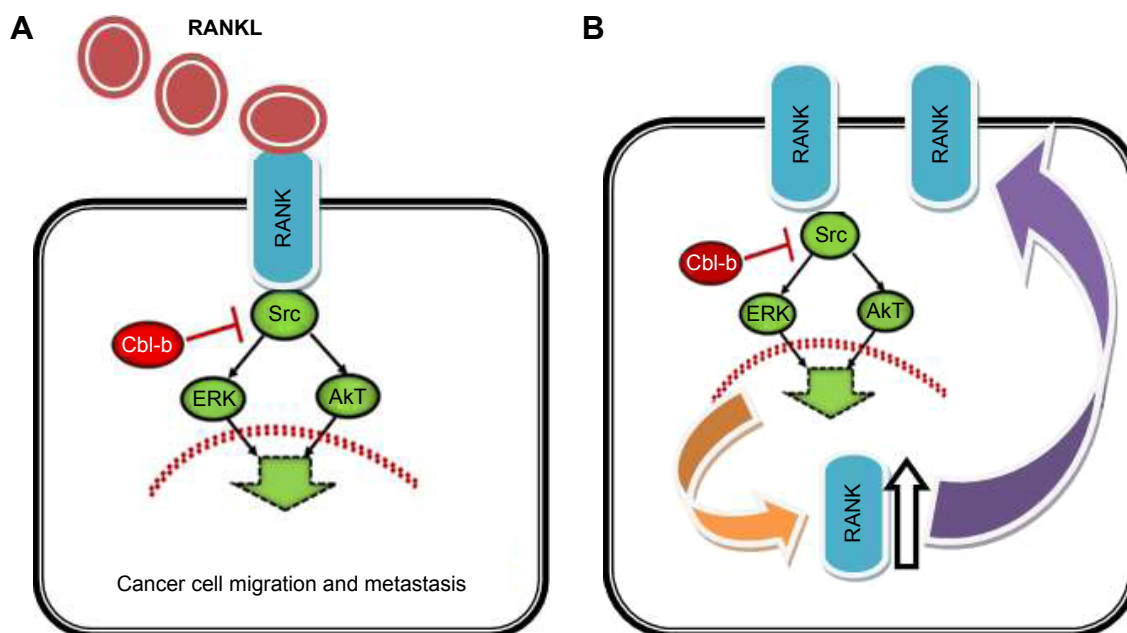 A
RANKL
RANK
Src
Cbl-b
ERK
AkT
Cancer cell migration and metastasis
B
RANK
RANK
Src
Cbl-b
ERK
AkT
RANK